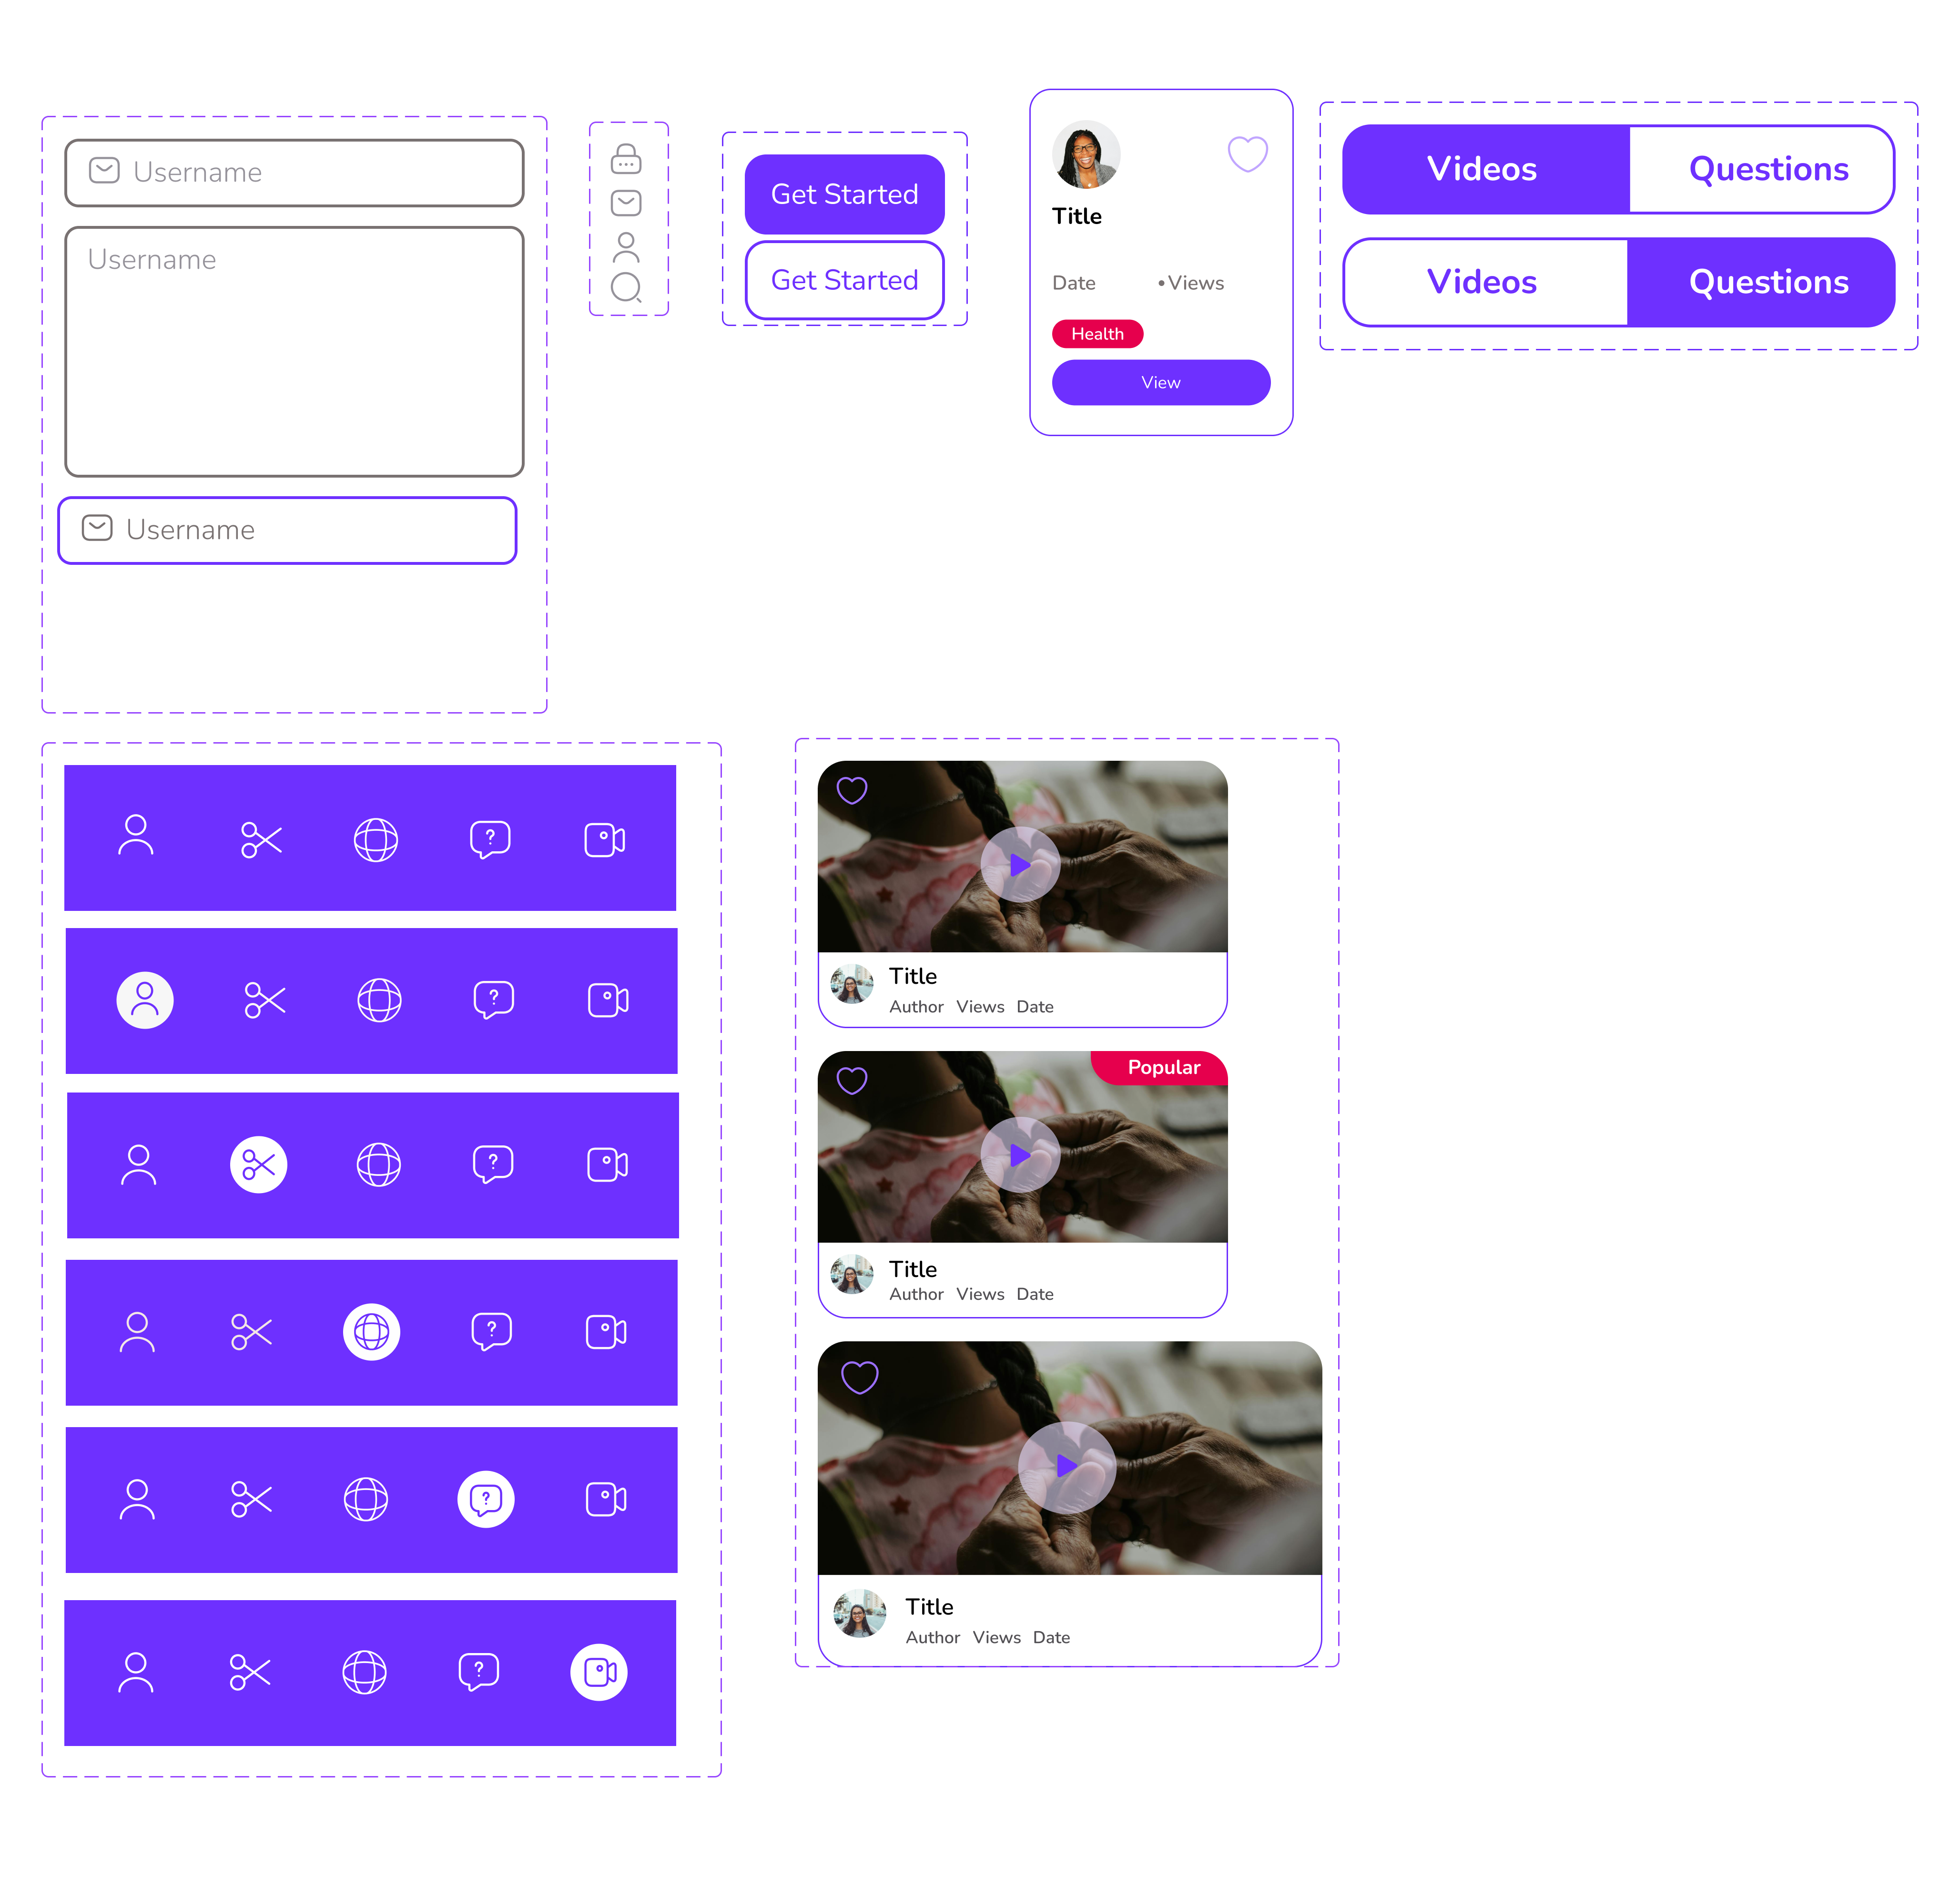 Username
Username
Username
Get Started
Get Started
Title
Date •Views
Health
View
Videos Questions
Videos Questions
?
?
?
?
?
?
Title
Author Views Date
Popular
Title
Author Views Date
Title
Author Views Date